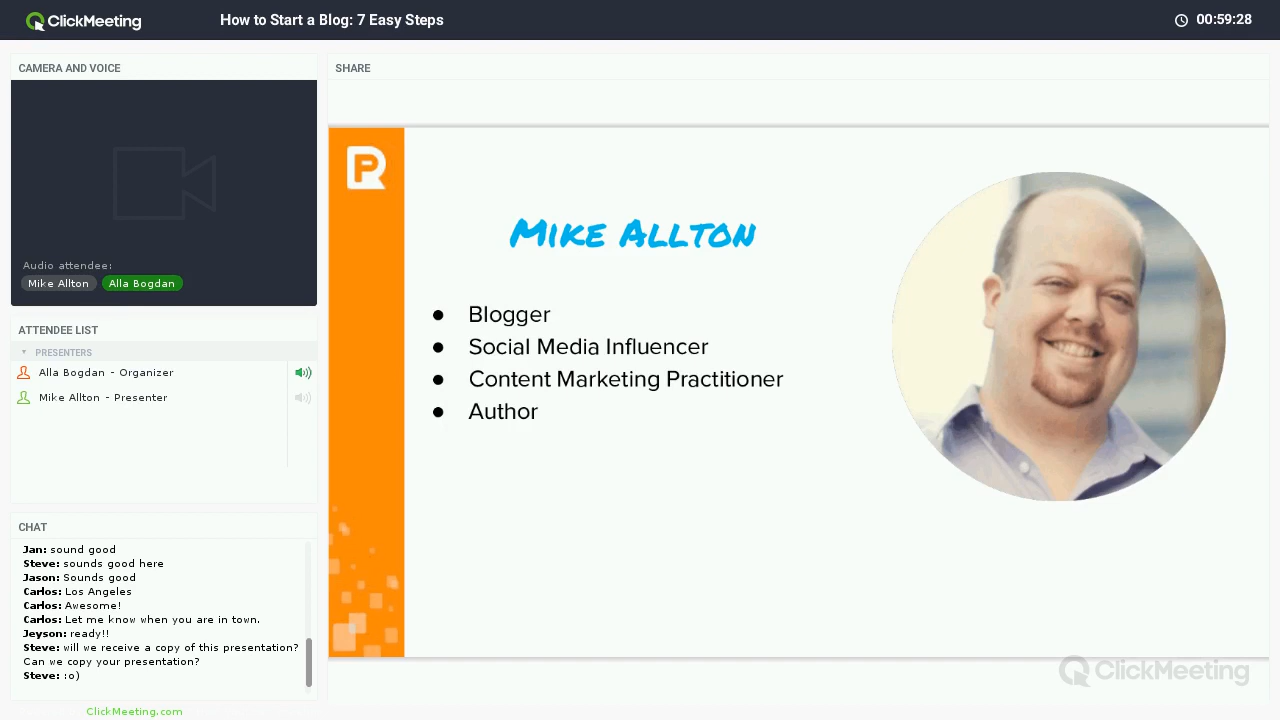 ClickMeeting
How to Start a Blog: 7 Easy Steps
00:59:28
CAMERA AND VOICE
Audio attendee:
Mike Allton
Alla Bogdan
ATTENDEE LIST
PRESENTERS
Alla Bogdan - Organizer
Mike Allton - Presenter
CHAT
Jan: sound good
Steve: sounds good here
Jason: Sounds good
Carlos: Los Angeles
Carlos: Awesome!
Carlos: Let me know when you are in town.
Jeyson: ready!!
Steve: will we receive a copy of this presentation?
Can we copy your presentation?
Steve: :o)
ClickMeeting.com
SHARE
PR
MIKE ALLTON
● Blogger
● Social Media Influencer
● Content Marketing Practitioner
● Author
ClickMeeting